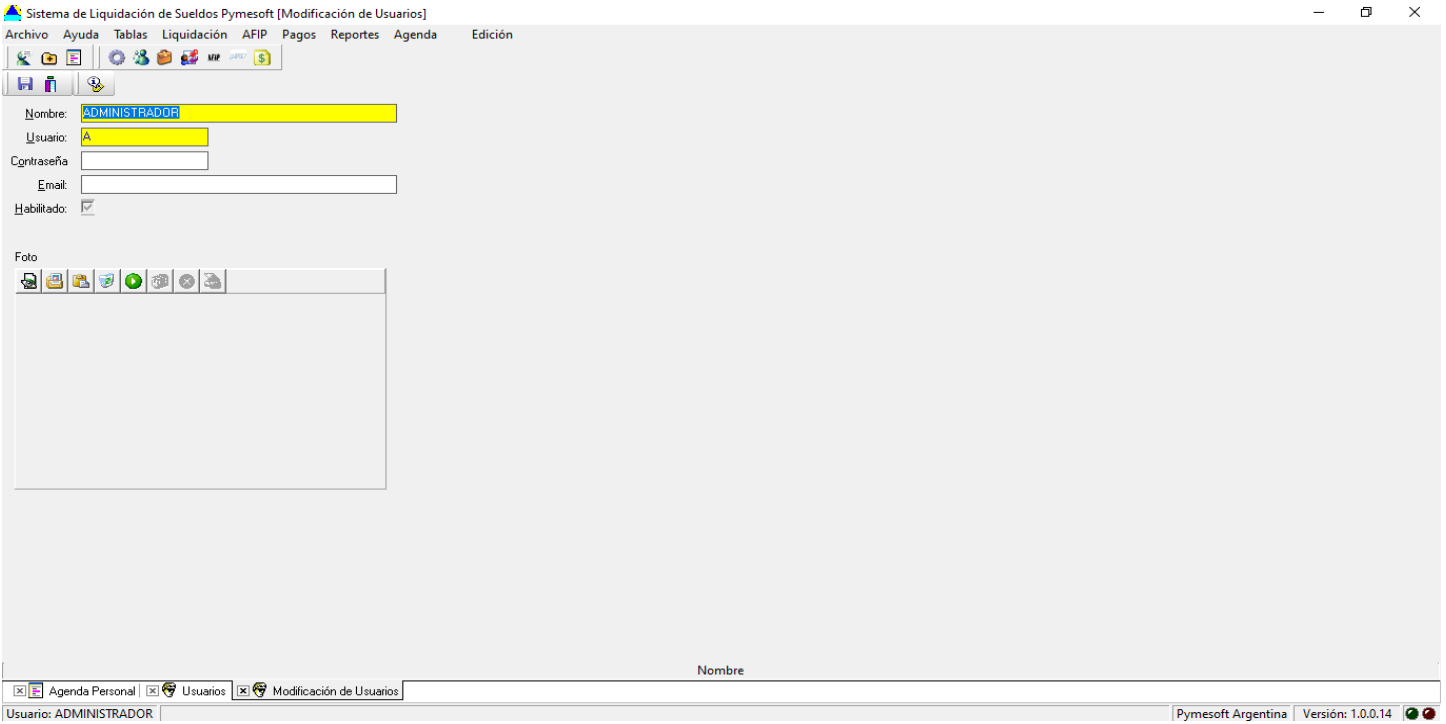 Sistema de Liquidación de Sueldos Pymesoft [Modificación de Usuarios]
Archivo Ayuda Tablas Liquidación AFIP Pagos Reportes Agenda Edición
AFIP
Nombre: ADMINISTRADOR
Usuario: A
Contraseña
Email:
Habilitado:
Foto
Nombre
Agenda Personal Usuarios Modificación de Usuarios
Usuario: ADMINISTRADOR Pymesoft Argentina Versión: 1.0.0.14